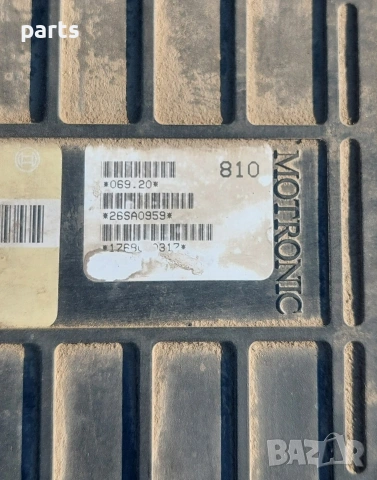 parts
810
*069.20*
*26SA0959*
MOTRONIC
BAZAR